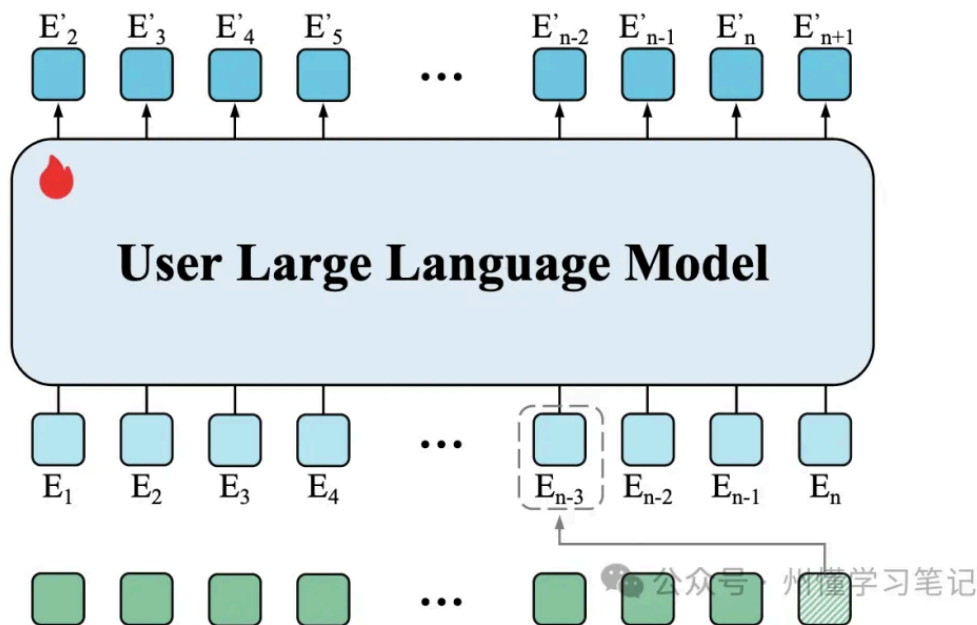 E’2 E’3 E’4 E’5 ... E’n-2 E’n-1 E’n E’n+1
User Large Language Model
E1 E2 E3 E4 ... En-3 En-2 En-1 En
...
公众号 · 州懂学习笔记